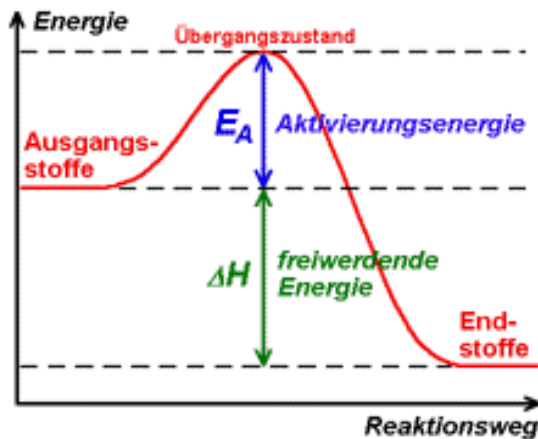 Energie
Übergangszustand
E_A Aktivierungsenergie
Ausgangs-
stoffe
ΔH freiwerdende
Energie
End-
stoffe
Reaktionsweg